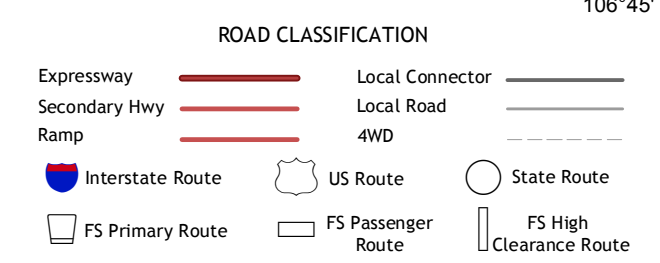 106°45'
ROAD CLASSIFICATION
Expressway
Local Connector
Secondary Hwy
Local Road
Ramp
4WD
Interstate Route
US Route
State Route
FS Primary Route
FS Passenger
Route
FS High
Clearance Route